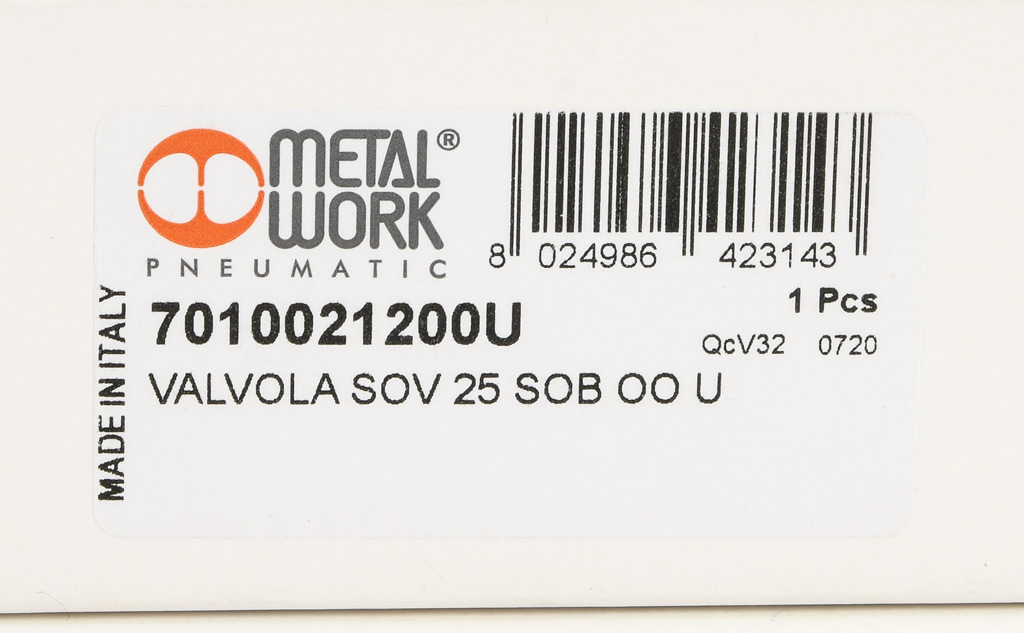 METAL®
WORK
PNEUMATIC
8 024986 423143
1 Pcs
7010021200U
QcV32 0720
VALVOLA SOV 25 SOB OO U
MADE IN ITALY